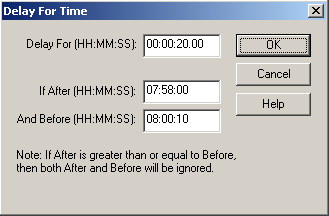 Delay For Time
Delay For (HH:MM:SS): 00:00:20.00 OK
Cancel
If After (HH:MM:SS): 07:58:00 Help
And Before (HH:MM:SS): 08:00:10
Note: If After is greater than or equal to Before,
then both After and Before will be ignored.